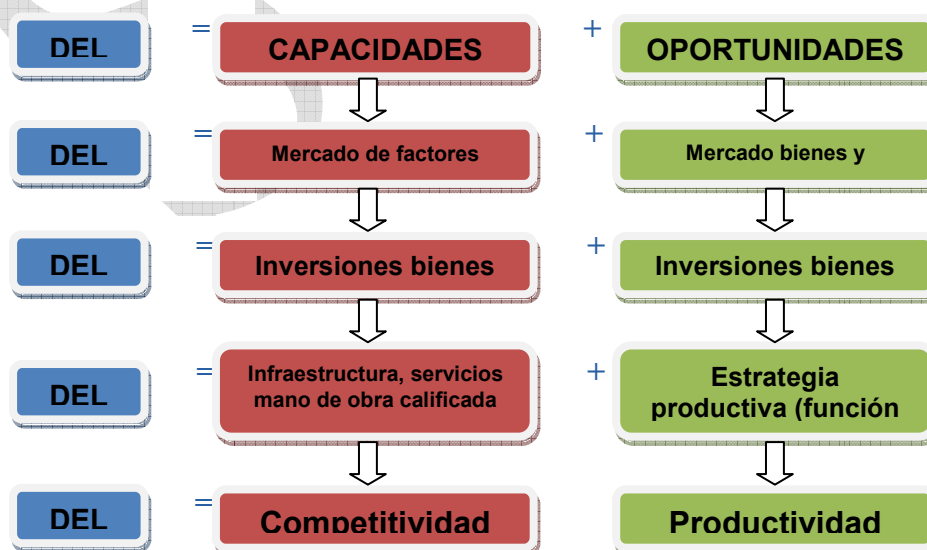 DEL = CAPACIDADES + OPORTUNIDADES
DEL = Mercado de factores + Mercado bienes y
DEL = Inversiones bienes + Inversiones bienes
DEL = Infraestructura, servicios
mano de obra calificada + Estrategia
productiva (función
DEL = Competitividad + Productividad